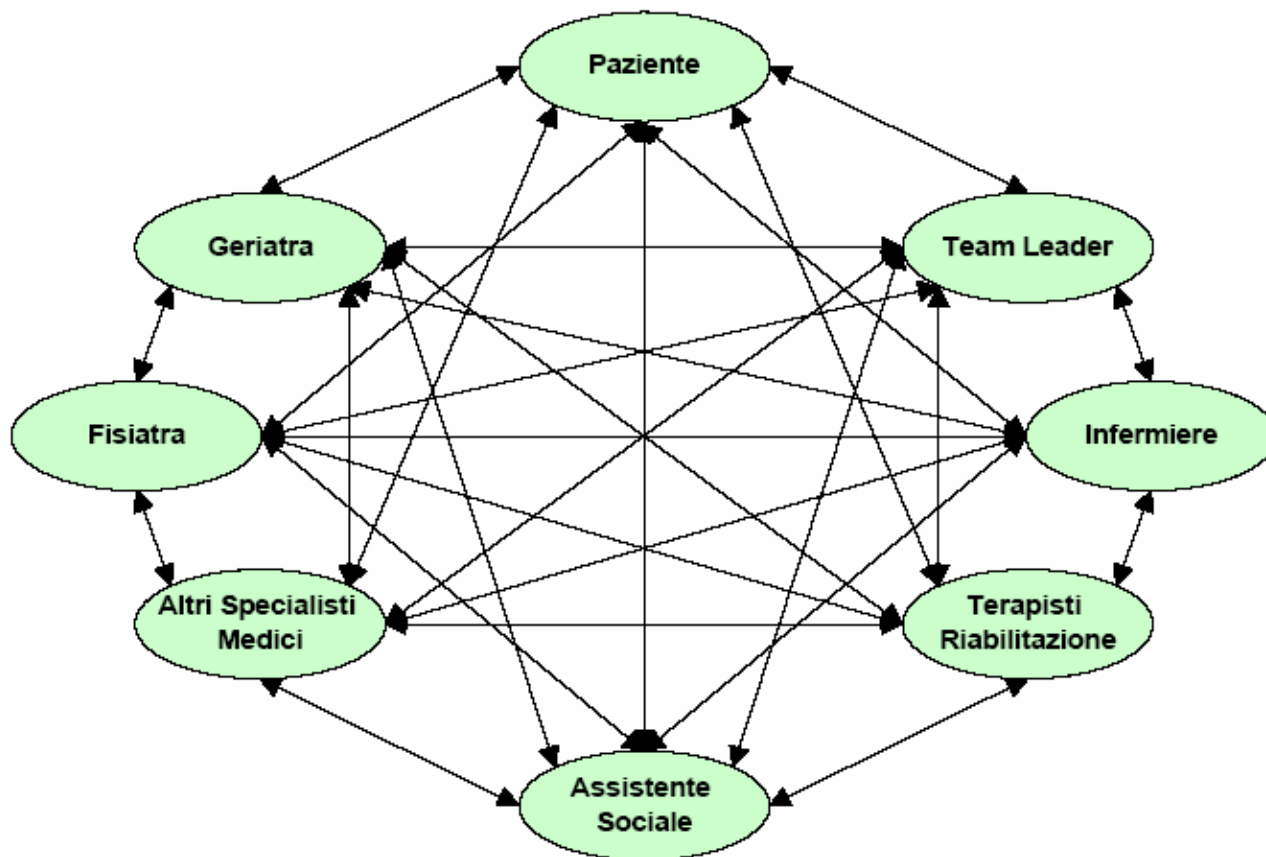 Paziente
Geriatra
Team Leader
Fisiatra
Infermiere
Altri Specialisti
Medici
Terapisti
Riabilitazione
Assistente
Sociale